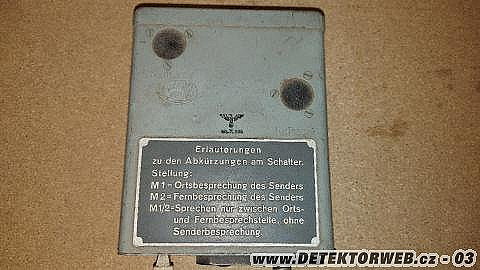 Erläuterungen
zu den Abkürzungen am Schalter.
Stellung:
M1=Ortsbesprechung des Senders
M2=Fernbesprechung des Senders
M1/2=Sprechen nur zwischen Orts-
und Fernbesprechstelle, ohne
Senderbesprechung.
WWW.DETEKTORWEB.cz - 03